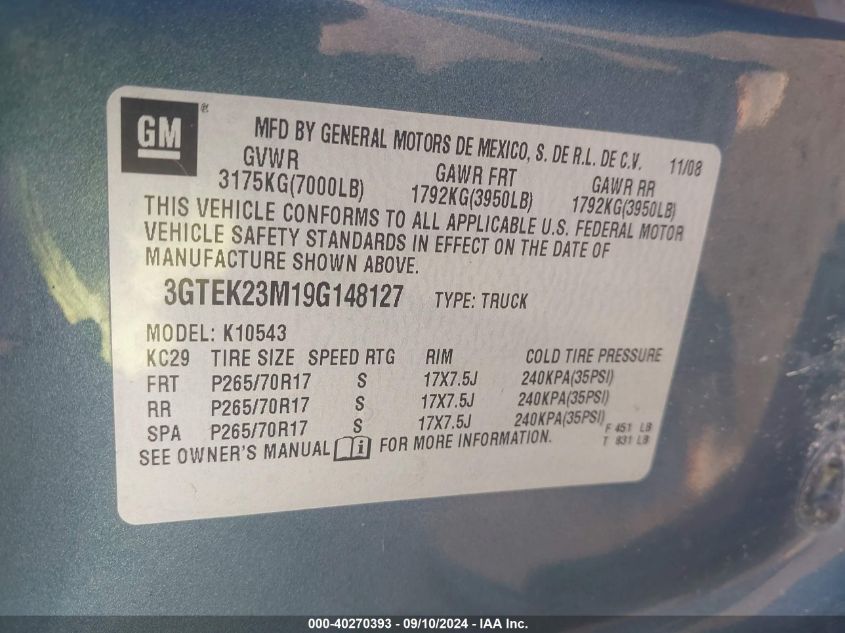 GM ®
MFD BY GENERAL MOTORS DE MEXICO, S. DE R.L. DE C.V. 11/08
GVWR GAWR FRT GAWR RR
3175KG(7000LB) 1792KG(3950LB) 1792KG(3950LB)
THIS VEHICLE CONFORMS TO ALL APPLICABLE U.S. FEDERAL MOTOR
VEHICLE SAFETY STANDARDS IN EFFECT ON THE DATE OF
MANUFACTURE SHOWN ABOVE.
3GTEK23M19G148127 TYPE: TRUCK
MODEL: K10543
KC29 TIRE SIZE SPEED RTG RIM COLD TIRE PRESSURE
FRT P265/70R17 S 17X7.5J 240KPA(35PSI)
RR P265/70R17 S 17X7.5J 240KPA(35PSI)
SPA P265/70R17 S 17X7.5J 240KPA(35PSI)
F 451 LB
T 831 LB
SEE OWNER'S MANUAL i FOR MORE INFORMATION.
000-40270393 - 09/10/2024 - IAA Inc.